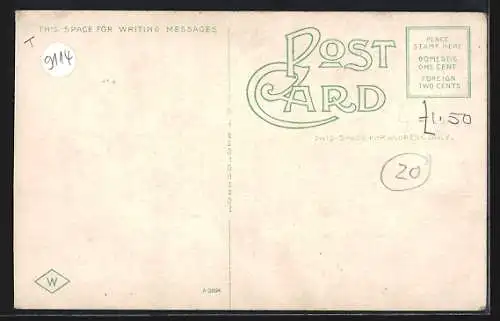 THIS SPACE FOR WRITING MESSAGES
T
9114
POST
CARD
PLACE
STAMP HERE
DOMESTIC
ONE CENT
FOREIGN
TWO CENTS
£1.50
THIS SPACE FOR ADDRESS ONLY.
20
W